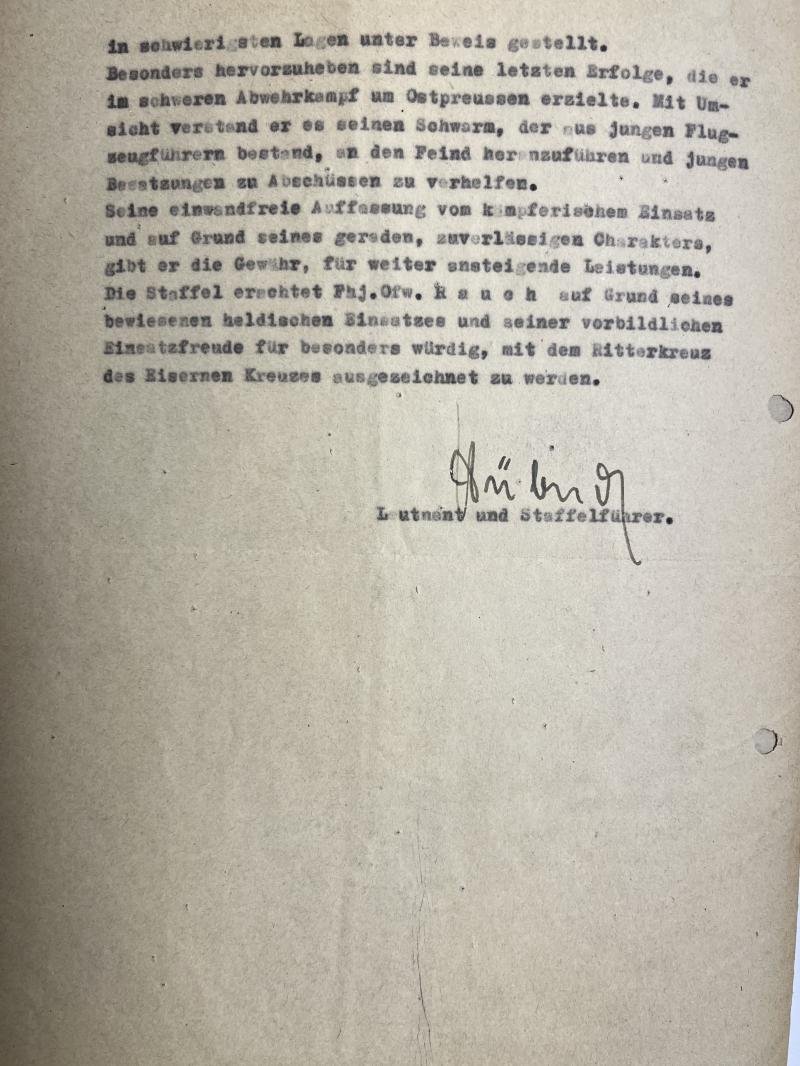 in schwierigsten Lagen unter Beweis gestellt.
Besonders hervorzuheben sind seine letzten Erfolge, die er
im schweren Abwehrkampf um Ostpreussen erzielte. Mit Um-
sicht verstand er es seinen Schwarm, der aus jungen Flug-
zeugführern bestand, an den Feind heranzuführen und jungen
Besatzungen zu Abschüssen zu verhelfen.
Seine einwandfreie Auffassung vom kämpferischem Einsatz
und auf Grund seines geraden, zuverlässigen Charakters,
gibt er die Gewähr, für weiter ansteigende Leistungen.
Die Staffel erachtet Fhj.Ofw. R a u c h auf Grund seines
bewiesenen heldischen Einsatzes und seiner vorbildlichen
Einsatzfreude für besonders würdig, mit dem Ritterkreuz
des Eisernen Kreuzes ausgezeichnet zu werden.
Leutnant und Staffelführer.